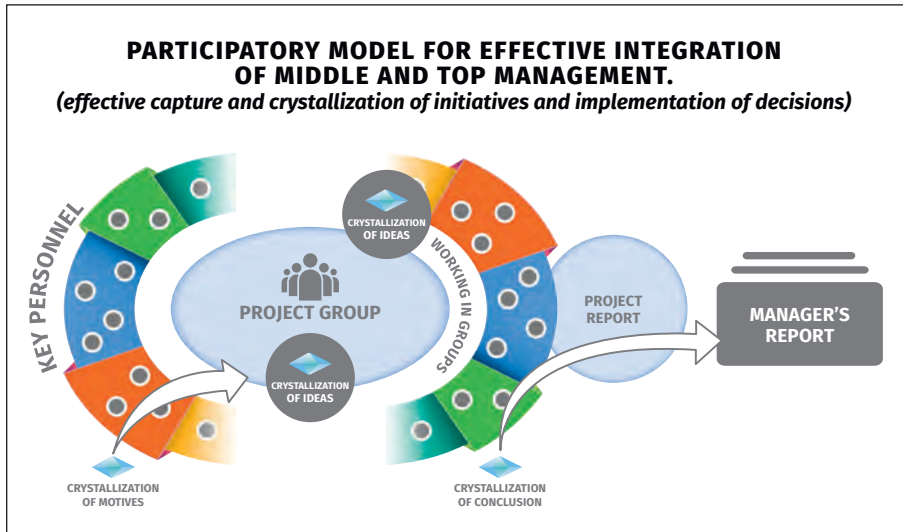 PARTICIPATORY MODEL FOR EFFECTIVE INTEGRATION
OF MIDDLE AND TOP MANAGEMENT.
(effective capture and crystallization of initiatives and implementation of decisions)
KEY PERSONNEL
CRYSTALLIZATION
OF IDEAS
WORKING IN GROUPS
PROJECT GROUP
PROJECT
REPORT
MANAGER'S
REPORT
CRYSTALLIZATION
OF IDEAS
CRYSTALLIZATION
OF MOTIVES
CRYSTALLIZATION
OF CONCLUSION